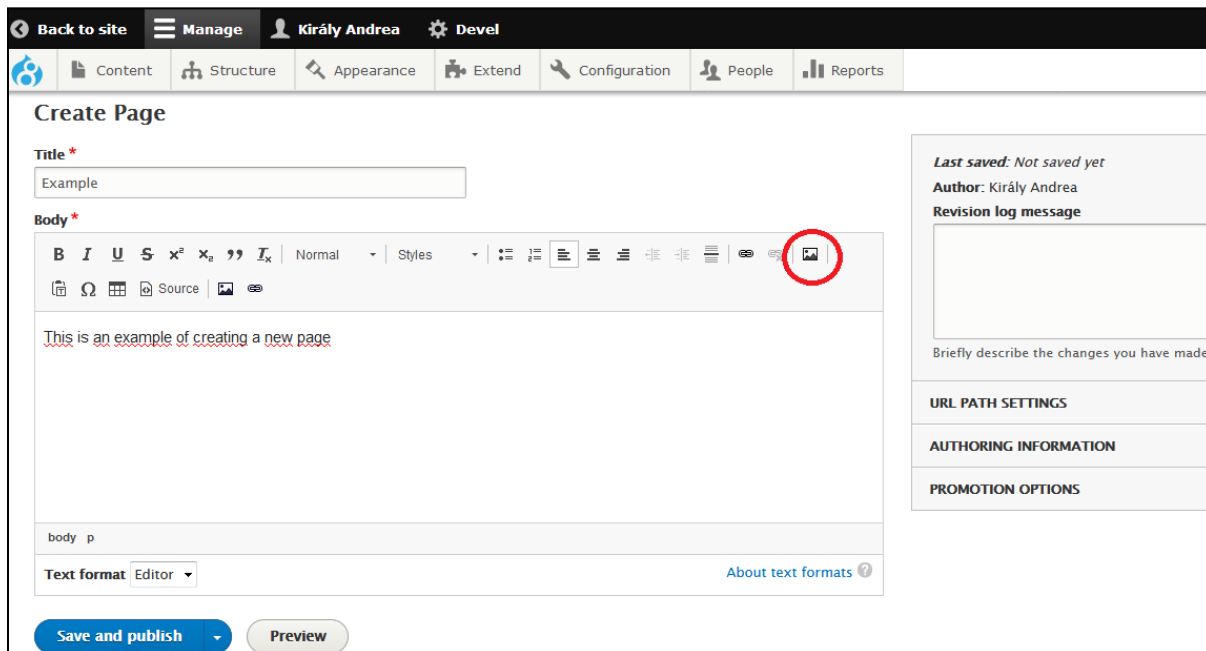 Back to site Manage Király Andrea Devel
Content Structure Appearance Extend Configuration People Reports
Create Page
Title *
Example
Body *
B I U S x² x₂ ” Ix Normal Styles
Ω Source
This is an example of creating a new page
body p
Text format Editor
About text formats ?
Save and publish Preview
Last saved: Not saved yet
Author: Király Andrea
Revision log message
Briefly describe the changes you have made
URL PATH SETTINGS
AUTHORING INFORMATION
PROMOTION OPTIONS